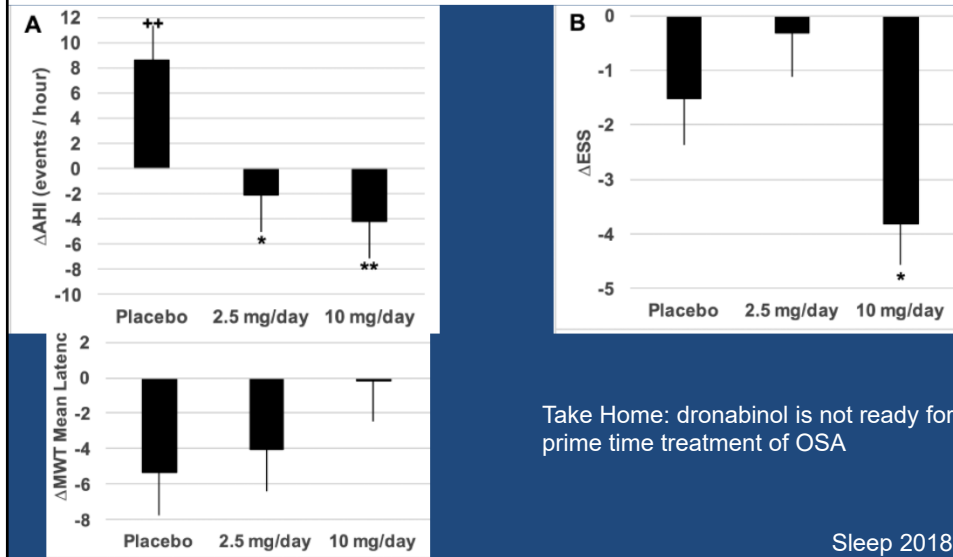 A
12
10
8
6
4
2
0
-2
-4
-6
-8
-10
ΔAHI (events / hour)
++
*
**
Placebo 2.5 mg/day 10 mg/day
B
0
-1
-2
-3
-4
-5
ΔESS
*
Placebo 2.5 mg/day 10 mg/day
2
0
-2
-4
-6
-8
ΔMWT Mean Latenc
Placebo 2.5 mg/day 10 mg/day
Take Home: dronabinol is not ready for
prime time treatment of OSA
Sleep 2018